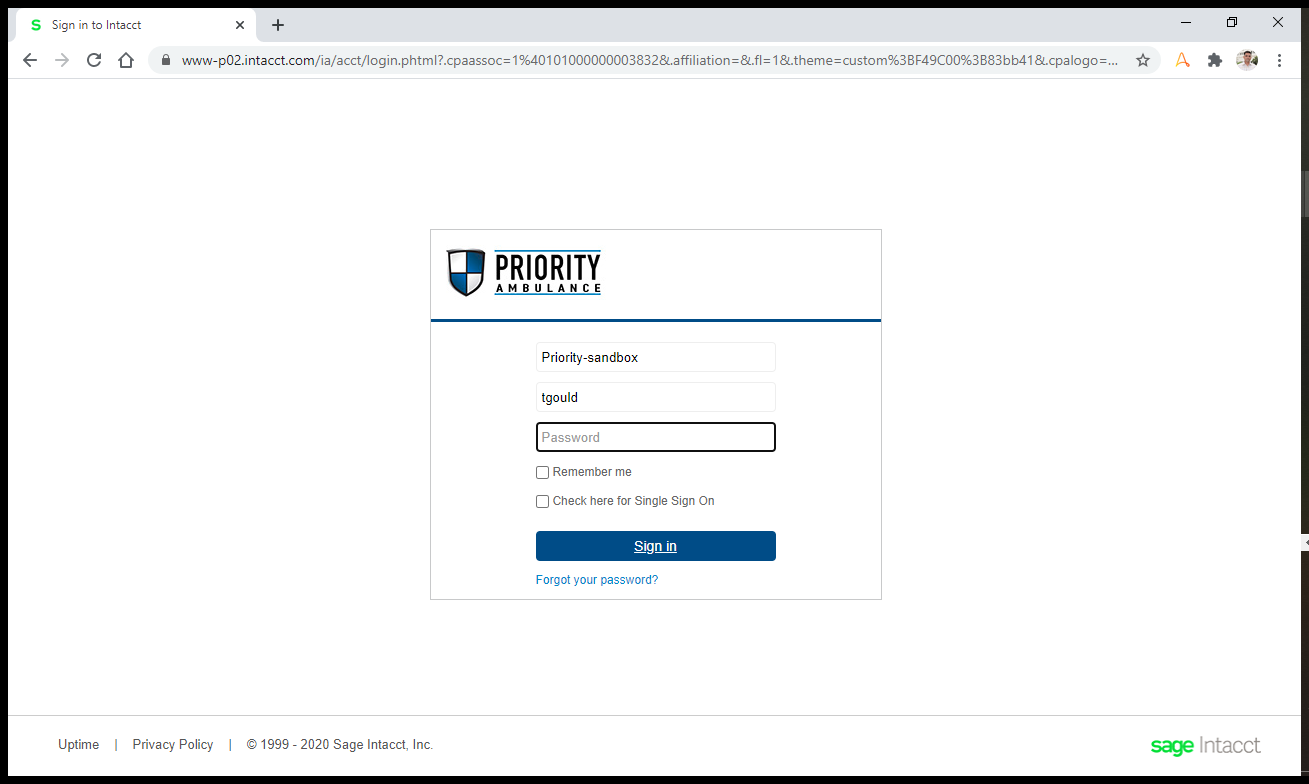 S Sign in to Intacct
www-p02.intacct.com/ia/acct/login.phtml?.cpaassoc=1%40101000000003832&.affiliation=&.fl=1&.theme=custom%3BF49C00%3B83bb41&.cpalogo=...
PRIORITY
AMBULANCE
Priority-sandbox
tgould
Password
Remember me
Check here for Single Sign On
Sign in
Forgot your password?
Uptime | Privacy Policy | © 1999 - 2020 Sage Intacct, Inc.
sage Intacct